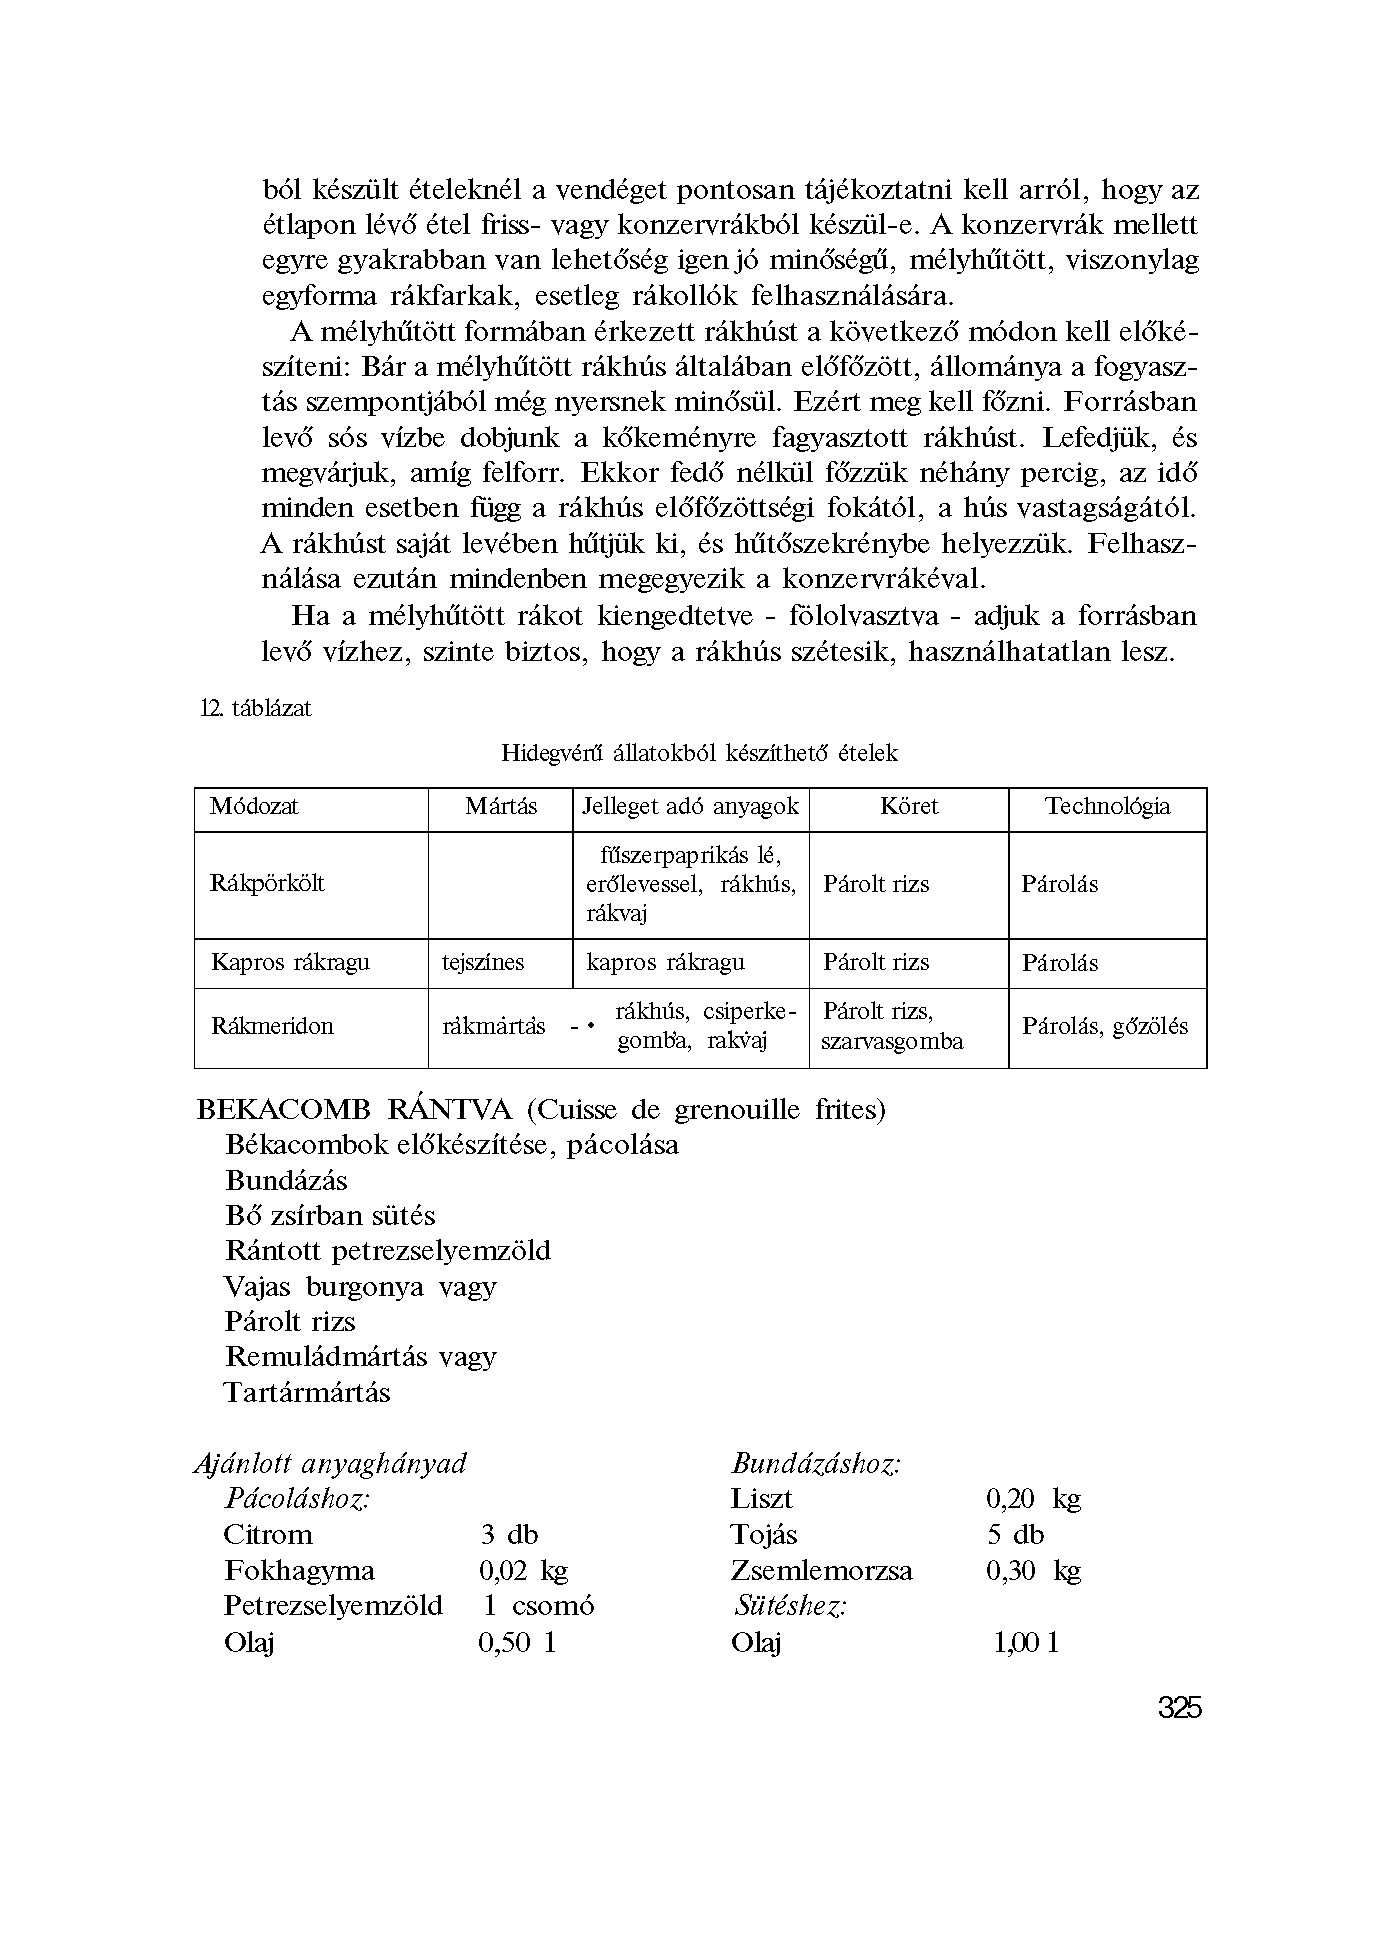 ból készült ételeknél a vendéget pontosan tájékoztatni kell arról, hogy az
étlapon lévő étel friss- vagy konzervrákból készül-e. A konzervrák mellett
egyre gyakrabban van lehetőség igen jó minőségű, mélyhűtött, viszonylag
egyforma rákfarkak, esetleg rákollók felhasználására.
A mélyhűtött formában érkezett rákhúst a következő módon kell előké-
szíteni: Bár a mélyhűtött rákhús általában előfőzött, állománya a fogyasz-
tás szempontjából még nyersnek minősül. Ezért meg kell főzni. Forrásban
levő sós vízbe dobjunk a kőkeményre fagyasztott rákhúst. Lefedjük, és
megvárjuk, amíg felforr. Ekkor fedő nélkül főzzük néhány percig, az idő
minden esetben függ a rákhús előfőzöttségi fokától, a hús vastagságától.
A rákhúst saját levében hűtjük ki, és hűtőszekrénybe helyezzük. Felhasz-
nálása ezután mindenben megegyezik a konzervrákéval.
Ha a mélyhűtött rákot kiengedtetve - fölolvasztva - adjuk a forrásban
levő vízhez, szinte biztos, hogy a rákhús szétesik, használhatatlan lesz.
12. táblázat
Hidegvérű állatokból készíthető ételek
Módozat Mártás Jelleget adó anyagok Köret Technológia
fűszerpaprikás lé,
Rákpörkölt erőlevessel, rákhús, Párolt rizs Párolás
rákvaj
Kapros rákragu tejszínes kapros rákragu Párolt rizs Párolás
rákhús, csiperke- Párolt rizs,
Rákmeridon rákmártás - • Párolás, gőzölés
gomba, rakvaj szarvasgomba
BEKACOMB RÁNTVA (Cuisse de grenouille frites)
Békacombok előkészítése, pácolása
Bundázás
Bő zsírban sütés
Rántott petrezselyemzöld
Vajas burgonya vagy
Párolt rizs
Remuládmártás vagy
Tartármártás
Ajánlott anyaghányad
Pácoláshoz:
Citrom 3 db
Fokhagyma 0,02 kg
Petrezselyemzöld 1 csomó
Olaj 0,50 l
Bundázáshoz:
Liszt 0,20 kg
Tojás 5 db
Zsemlemorzsa 0,30 kg
Sütéshez:
Olaj 1,00 l
325